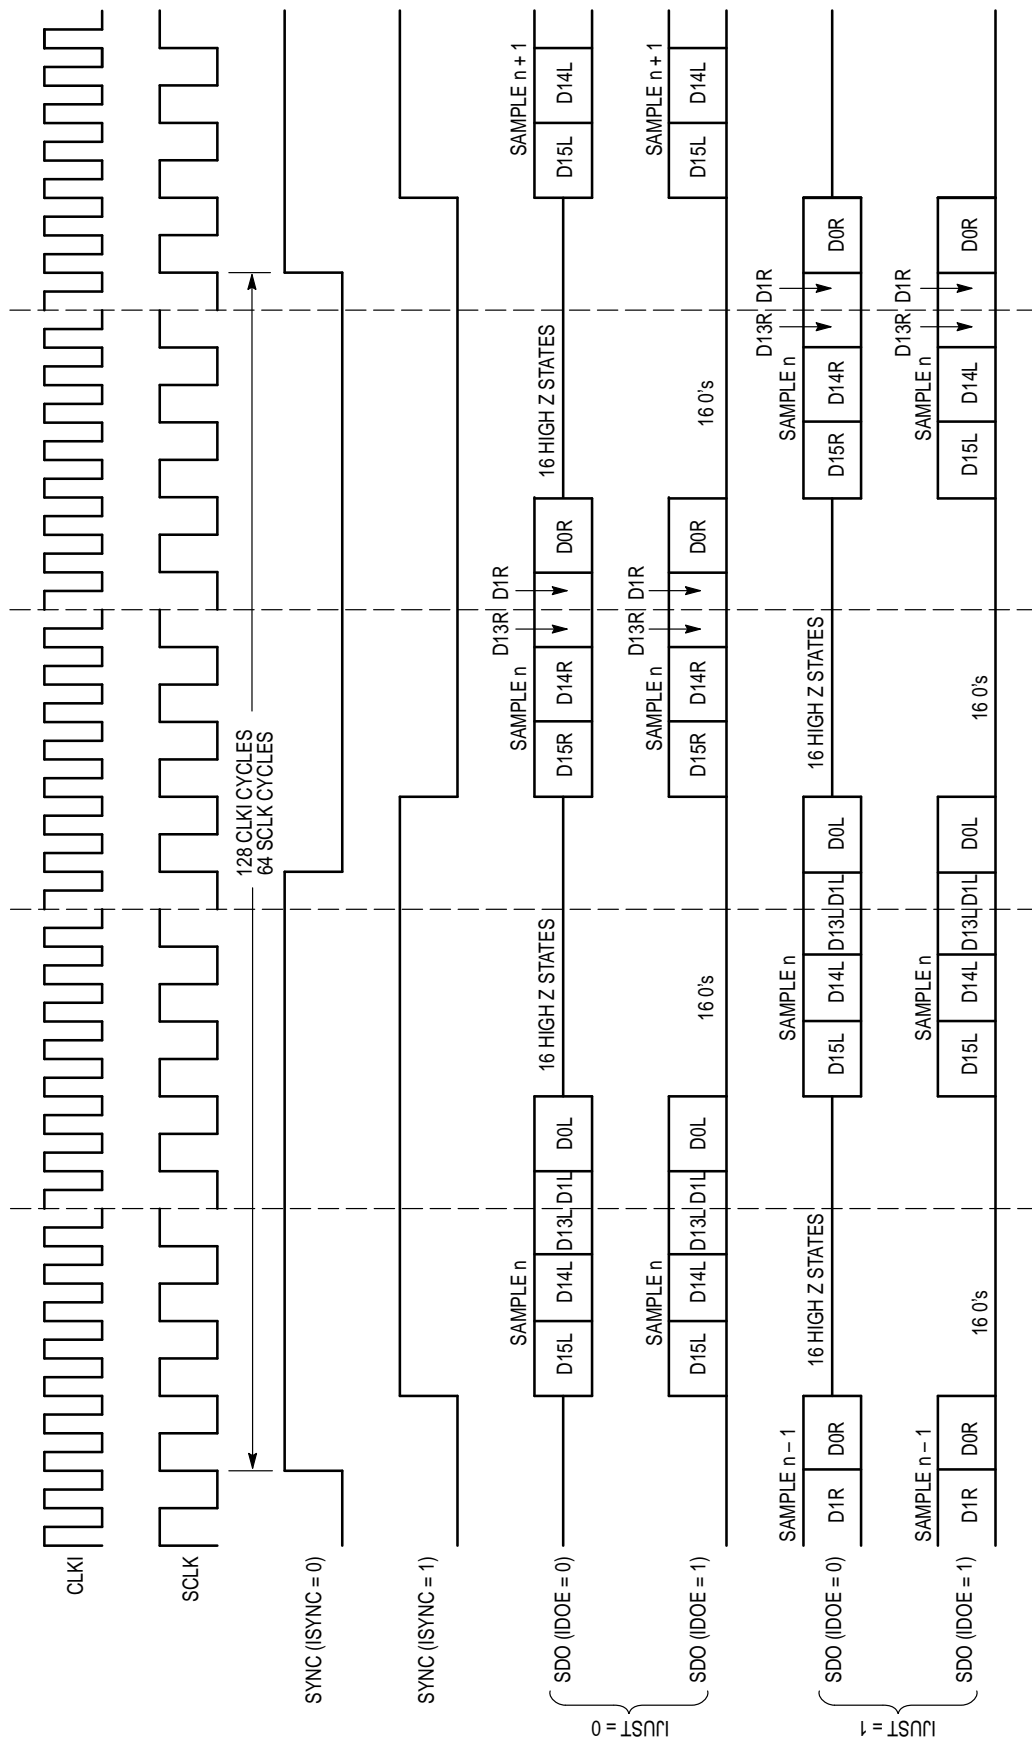 CLKI
SCLK
128 CLKI CYCLES
64 SCLK CYCLES
SYNC (ISYNC = 0)
SYNC (ISYNC = 1)
IJUST = 0
SDO (IDOE = 0)
SAMPLE n
D15L D14L D13L D1L D0L
16 HIGH Z STATES
SAMPLE n
D13R D1R
D15R D14R D0R
16 HIGH Z STATES
SAMPLE n + 1
D15L D14L
SDO (IDOE = 1)
SAMPLE n
D15L D14L D13L D1L D0L
16 0's
SAMPLE n
D13R D1R
D15R D14R D0R
16 0's
SAMPLE n + 1
D15L D14L
IJUST = 1
SDO (IDOE = 0)
SAMPLE n – 1
D1R D0R
16 HIGH Z STATES
SAMPLE n
D15L D14L D13L D1L D0L
16 HIGH Z STATES
SAMPLE n
D13R D1R
D15R D14R D0R
SDO (IDOE = 1)
SAMPLE n – 1
D1R D0R
16 0's
SAMPLE n
D15L D14L D13L D1L D0L
16 0's
SAMPLE n
D13R D1R
D15L D14L D0R